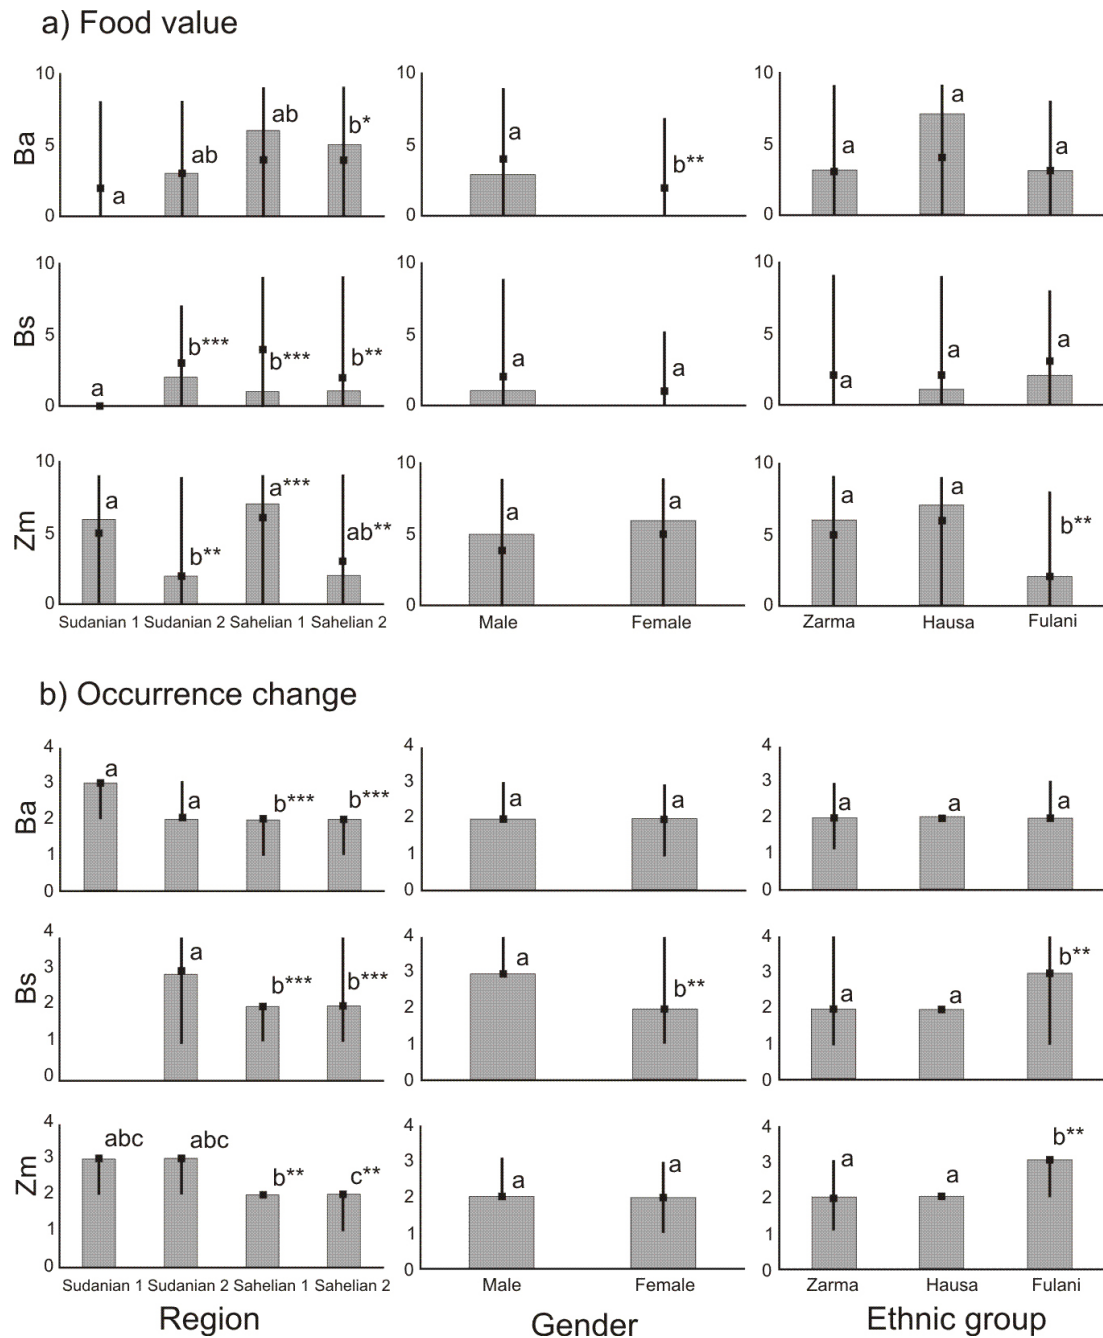 a) Food value
Ba
10
5
0
a
ab
ab
b*
10
5
0
a
b**
10
5
0
a
a
a
Bs
10
5
0
a
b***
b***
b**
10
5
0
a
a
10
5
0
a
a
a
Zm
10
5
0
a
b**
a***
ab**
Sudanian 1 Sudanian 2 Sahelian 1 Sahelian 2
10
5
0
a
a
Male Female
10
5
0
a
a
b**
Zarma Hausa Fulani
b) Occurrence change
Ba
4
3
2
1
0
a
a
b***
b***
4
3
2
1
0
a
a
4
3
2
1
0
a
a
a
Bs
4
3
2
1
0
a
b***
b***
4
3
2
1
0
a
b**
4
3
2
1
0
a
a
b**
Zm
4
3
2
1
0
abc
abc
b**
c**
Sudanian 1 Sudanian 2 Sahelian 1 Sahelian 2
4
3
2
1
0
a
a
Male Female
4
3
2
1
0
a
a
b**
Zarma Hausa Fulani
Region Gender Ethnic group